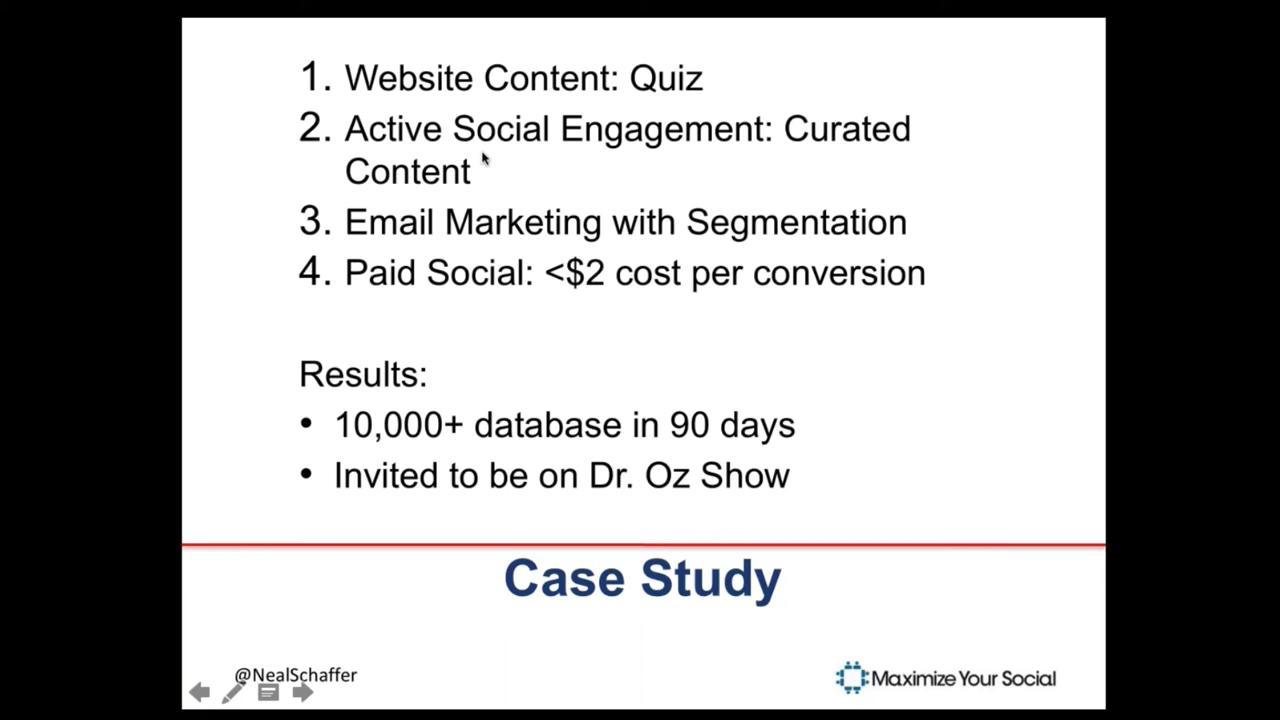 1. Website Content: Quiz
2. Active Social Engagement: Curated
Content
3. Email Marketing with Segmentation
4. Paid Social: <$2 cost per conversion
Results:
• 10,000+ database in 90 days
• Invited to be on Dr. Oz Show
Case Study
@NealSchaffer
Maximize Your Social